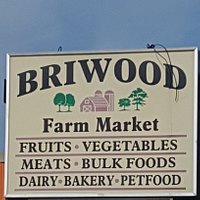 BRIWOOD
Farm Market
FRUITS • VEGETABLES
MEATS • BULK FOODS
DAIRY • BAKERY • PETFOOD